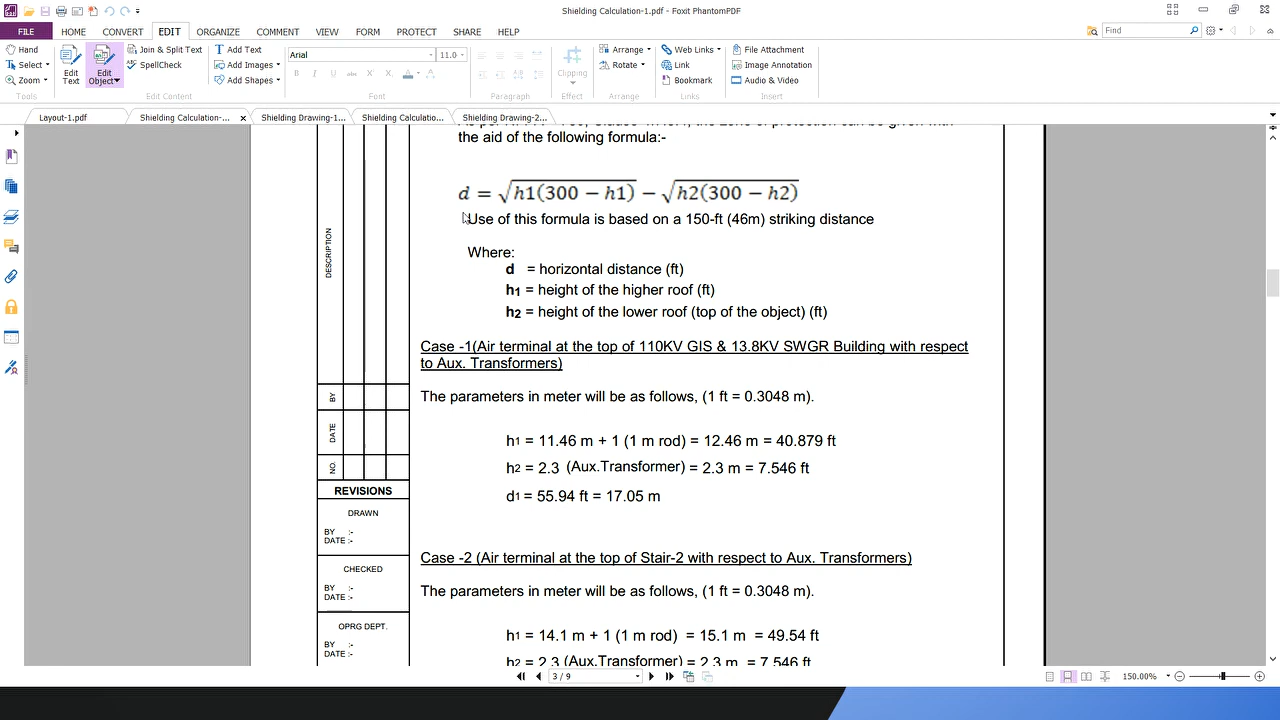 Shielding Calculation-1.pdf - Foxit PhantomPDF
FILE HOME CONVERT EDIT ORGANIZE COMMENT VIEW FORM PROTECT SHARE HELP
Find
Hand
Select
Zoom
Tools
Edit Text
Edit Object
Join & Split Text
SpellCheck
Edit Content
Add Text
Add Images
Add Shapes
Arial 11.0
B I U abc X X A
Font
Paragraph
Clipping
Effect
Arrange
Rotate
Arrange
Web Links
Link
Bookmark
Links
File Attachment
Image Annotation
Audio & Video
Insert
Layout-1.pdf Shielding Calculation-... Shielding Drawing-1... Shielding Calculatio... Shielding Drawing-2...
the zone of protection can be given with
the aid of the following formula:-
d = √h1(300 − h1) − √h2(300 − h2)
Use of this formula is based on a 150-ft (46m) striking distance
Where:
d = horizontal distance (ft)
h1 = height of the higher roof (ft)
h2 = height of the lower roof (top of the object) (ft)
Case -1(Air terminal at the top of 110KV GIS & 13.8KV SWGR Building with respect
to Aux. Transformers)
The parameters in meter will be as follows, (1 ft = 0.3048 m).
h1 = 11.46 m + 1 (1 m rod) = 12.46 m = 40.879 ft
h2 = 2.3 (Aux.Transformer) = 2.3 m = 7.546 ft
d1 = 55.94 ft = 17.05 m
Case -2 (Air terminal at the top of Stair-2 with respect to Aux. Transformers)
The parameters in meter will be as follows, (1 ft = 0.3048 m).
h1 = 14.1 m + 1 (1 m rod) = 15.1 m = 49.54 ft
h2 = 2.3 (Aux.Transformer) = 2.3 m = 7.546 ft
DESCRIPTION
BY
DATE
NO.
REVISIONS
DRAWN
BY :-
DATE :-
CHECKED
BY :-
DATE :-
OPRG DEPT.
BY :-
DATE :-
3 / 9
150.00%